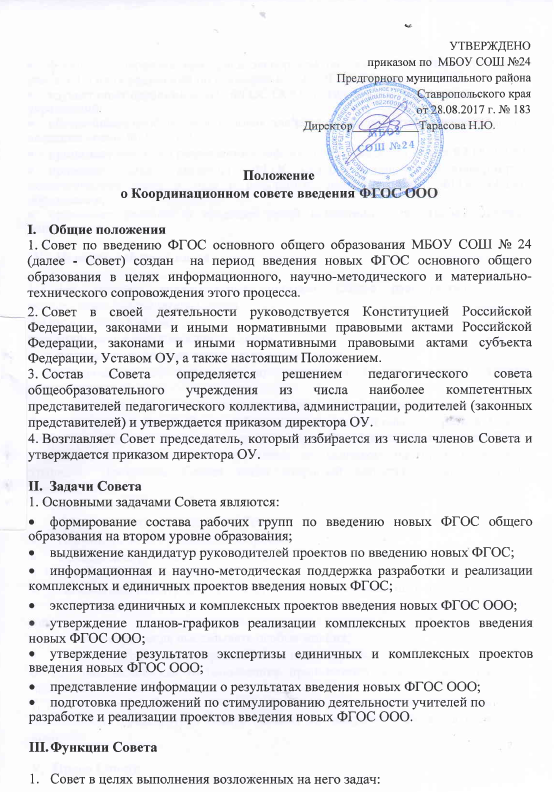 УТВЕРЖДЕНО
приказом по МБОУ СОШ №24
Предгорного муниципального района
Ставропольского края
от 28.08.2017 г. № 183
Директор Тарасова Н.Ю.
МБОУ
СОШ №24
Положение
о Координационном совете введения ФГОС ООО
I. Общие положения
1. Совет по введению ФГОС основного общего образования МБОУ СОШ № 24
(далее - Совет) создан на период введения новых ФГОС основного общего
образования в целях информационного, научно-методического и материально-
технического сопровождения этого процесса.
2. Совет в своей деятельности руководствуется Конституцией Российской
Федерации, законами и иными нормативными правовыми актами Российской
Федерации, законами и иными нормативными правовыми актами субъекта
Федерации, Уставом ОУ, а также настоящим Положением.
3. Состав Совета определяется решением педагогического совета
общеобразовательного учреждения из числа наиболее компетентных
представителей педагогического коллектива, администрации, родителей (законных
представителей) и утверждается приказом директора ОУ.
4. Возглавляет Совет председатель, который избирается из числа членов Совета и
утверждается приказом директора ОУ.
II. Задачи Совета
1. Основными задачами Совета являются:
• формирование состава рабочих групп по введению новых ФГОС общего
образования на втором уровне образования;
• выдвижение кандидатур руководителей проектов по введению новых ФГОС;
• информационная и научно-методическая поддержка разработки и реализации
комплексных и единичных проектов введения новых ФГОС;
• экспертиза единичных и комплексных проектов введения новых ФГОС ООО;
• утверждение планов-графиков реализации комплексных проектов введения
новых ФГОС ООО;
• утверждение результатов экспертизы единичных и комплексных проектов
введения новых ФГОС ООО;
• представление информации о результатах введения новых ФГОС ООО;
• подготовка предложений по стимулированию деятельности учителей по
разработке и реализации проектов введения новых ФГОС ООО.
III. Функции Совета
1. Совет в целях выполнения возложенных на него задач: